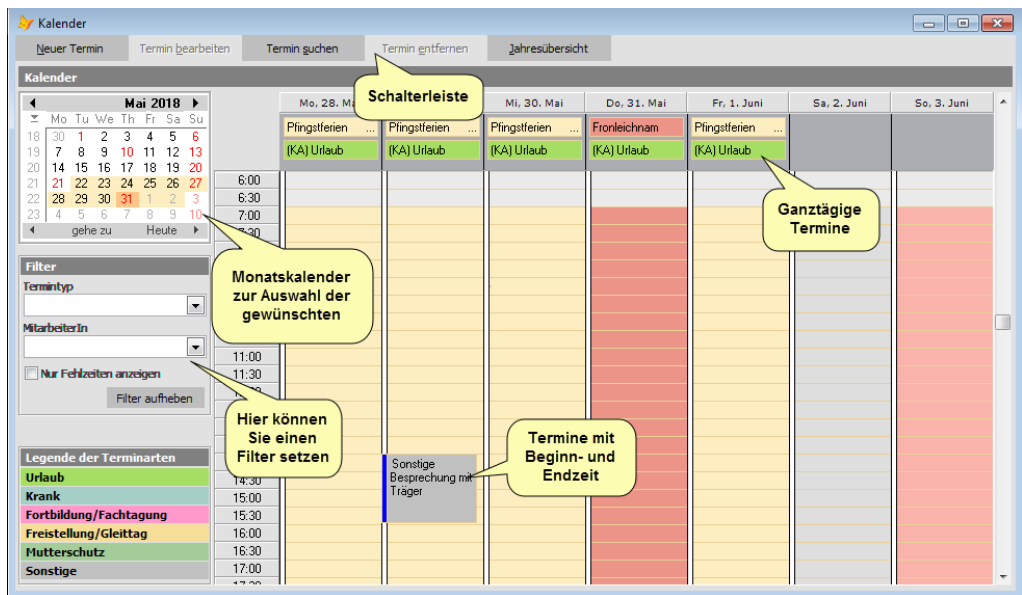 Kalender
Neuer Termin Termin bearbeiten Termin suchen Termin entfernen Jahresübersicht
Kalender
Schalterleiste
Mai 2018
Mo Tu We Th Fr Sa Su
18 30 1 2 3 4 5 6
19 7 8 9 10 11 12 13
20 14 15 16 17 18 19 20
21 21 22 23 24 25 26 27
22 28 29 30 31 1 2 3
23 4 5 6 7 8 9 10
gehe zu Heute
Mo, 28. Mi, 30. Mai Do, 31. Mai Fr, 1. Juni Sa, 2. Juni So, 3. Juni
Pfingstferien ... Pfingstferien ... Pfingstferien ... Fronleichnam Pfingstferien ...
(KA) Urlaub (KA) Urlaub (KA) Urlaub (KA) Urlaub (KA) Urlaub
Ganztägige
Termine
6:00
6:30
7:00
Monatskalender
zur Auswahl der
gewünschten
Filter
Termintyp
MitarbeiterIn
Nur Fehlzeiten anzeigen
Filter aufheben
11:00
11:30
Hier können
Sie einen
Filter setzen
Termine mit
Beginn- und
Endzeit
Sonstige
Besprechung mit
Träger
14:30
15:00
15:30
16:00
16:30
17:00
Legende der Terminarten
Urlaub
Krank
Fortbildung/Fachtagung
Freistellung/Gleittag
Mutterschutz
Sonstige